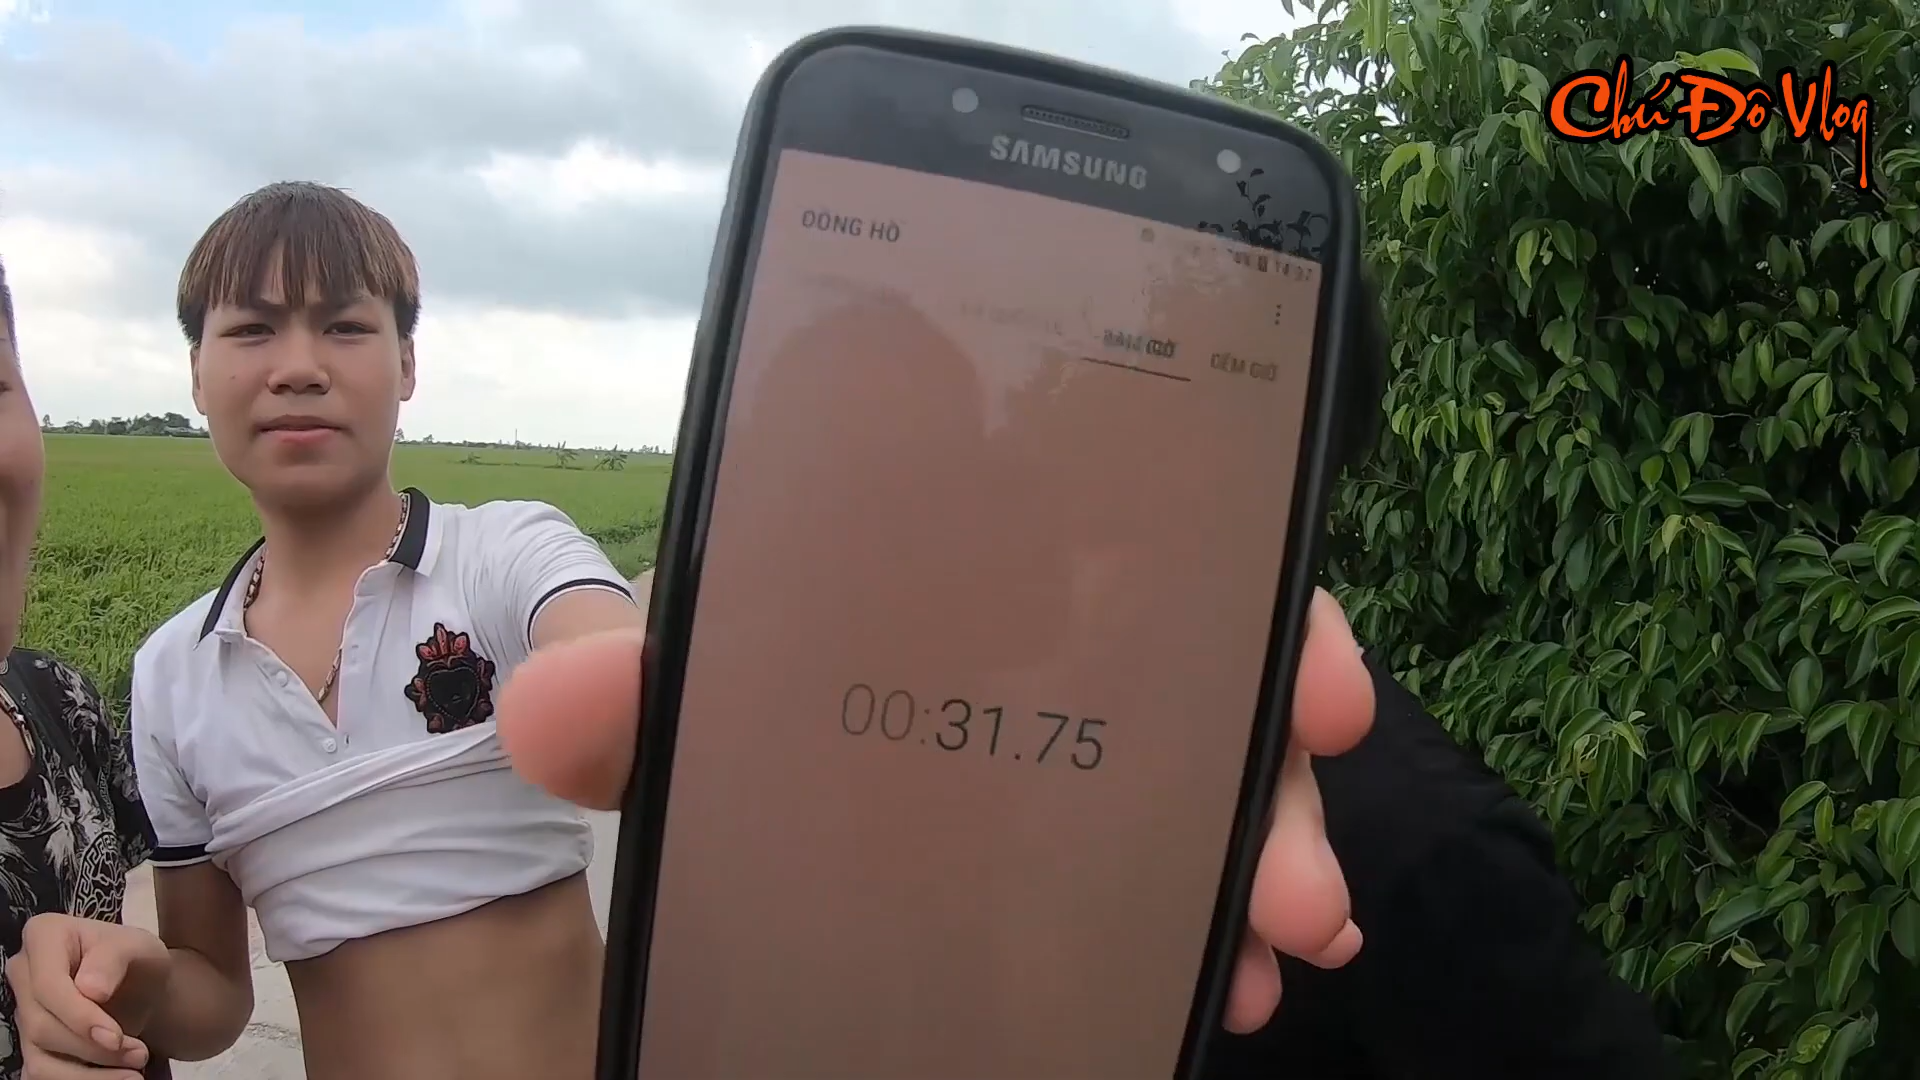 Chú Đô Vlog
SAMSUNG
ĐỒNG HỒ
BẤM GIỜ
ĐẾM GIỜ
00:31.75